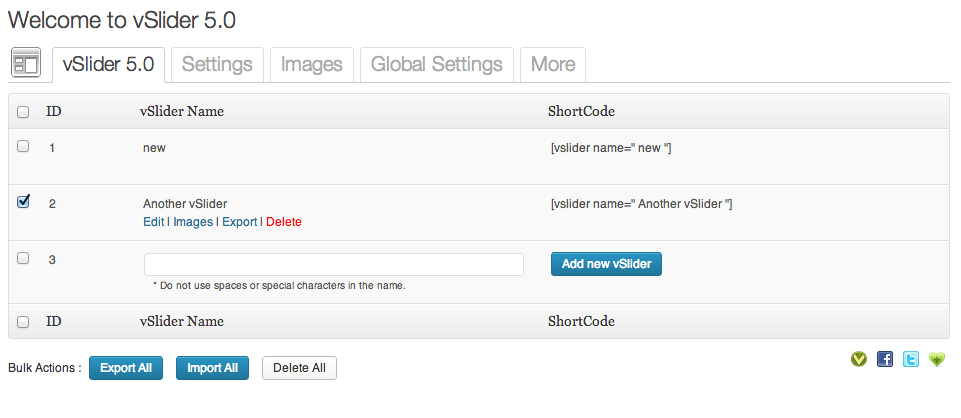 Welcome to vSlider 5.0
vSlider 5.0 Settings Images Global Settings More
ID vSlider Name ShortCode
1 new [vslider name=" new "]
2 Another vSlider [vslider name=" Another vSlider "]
Edit | Images | Export | Delete
3 Add new vSlider
* Do not use spaces or special characters in the name.
ID vSlider Name ShortCode
Bulk Actions : Export All Import All Delete All